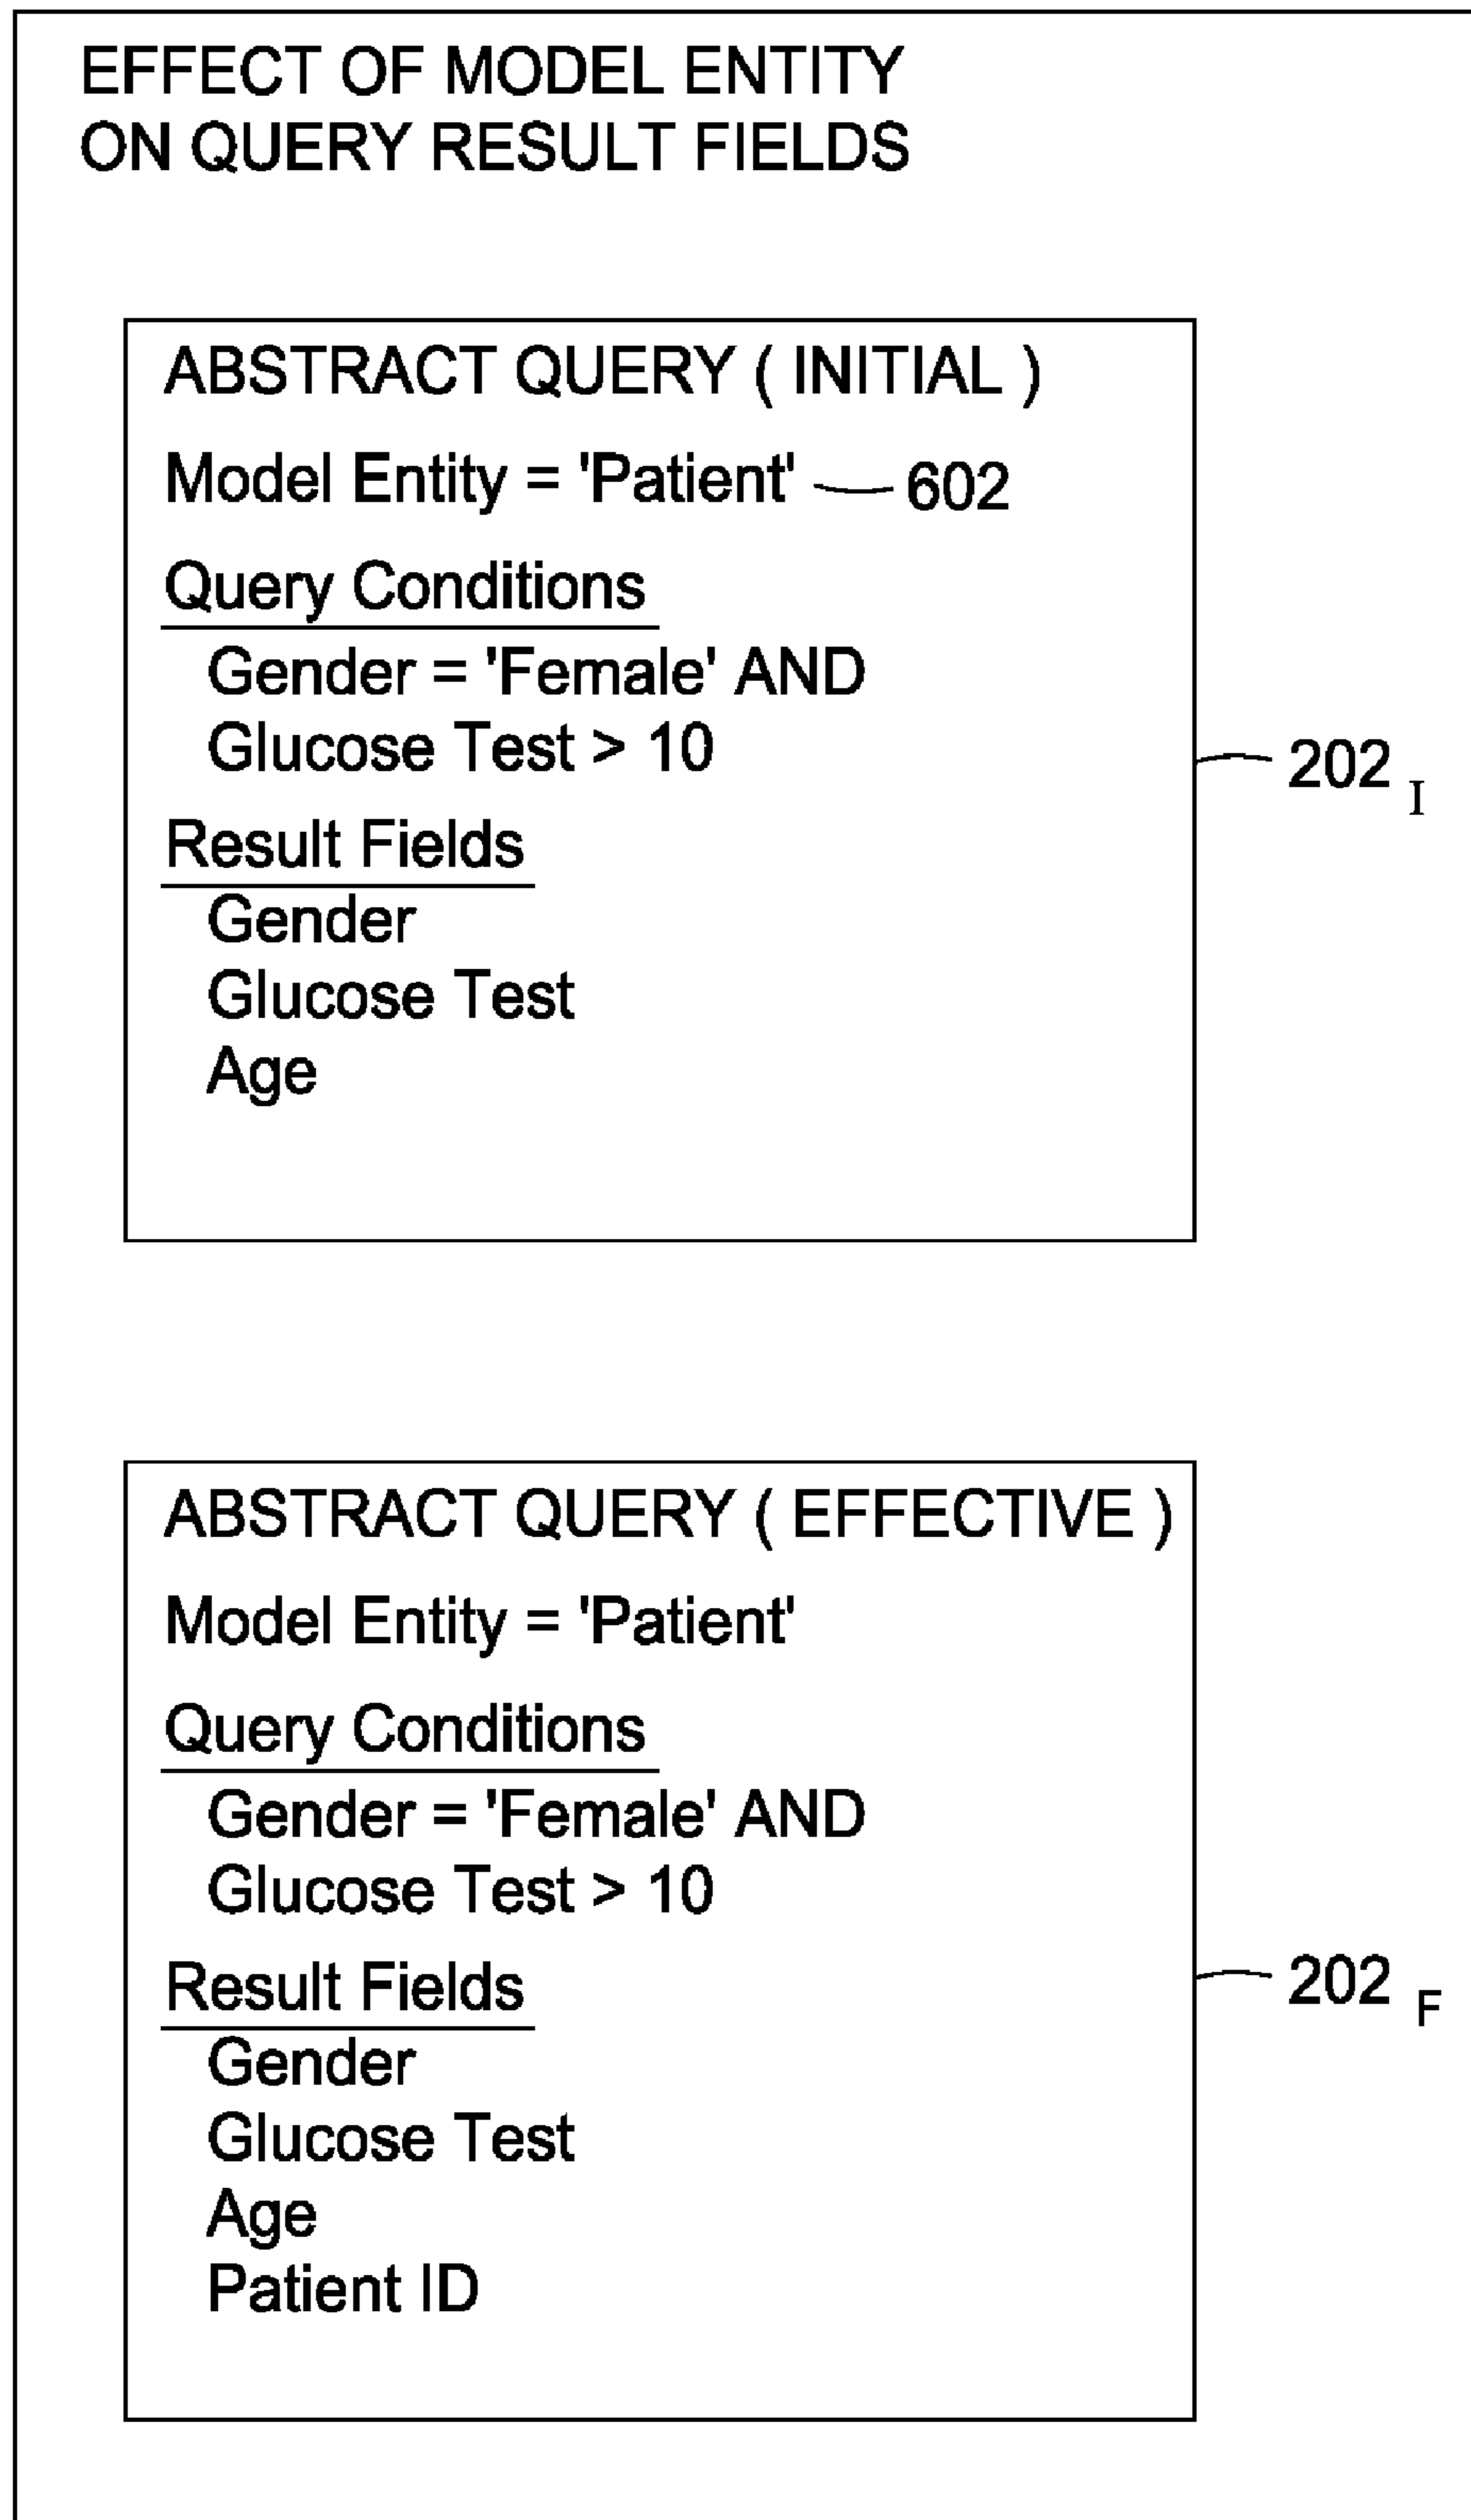 EFFECT OF MODEL ENTITY
ON QUERY RESULT FIELDS
ABSTRACT QUERY ( INITIAL )
Model Entity = 'Patient' 602
Query Conditions
Gender = 'Female' AND
Glucose Test > 10
202 I
Result Fields
Gender
Glucose Test
Age
ABSTRACT QUERY ( EFFECTIVE )
Model Entity = 'Patient'
Query Conditions
Gender = 'Female' AND
Glucose Test > 10
Result Fields
202 F
Gender
Glucose Test
Age
Patient ID